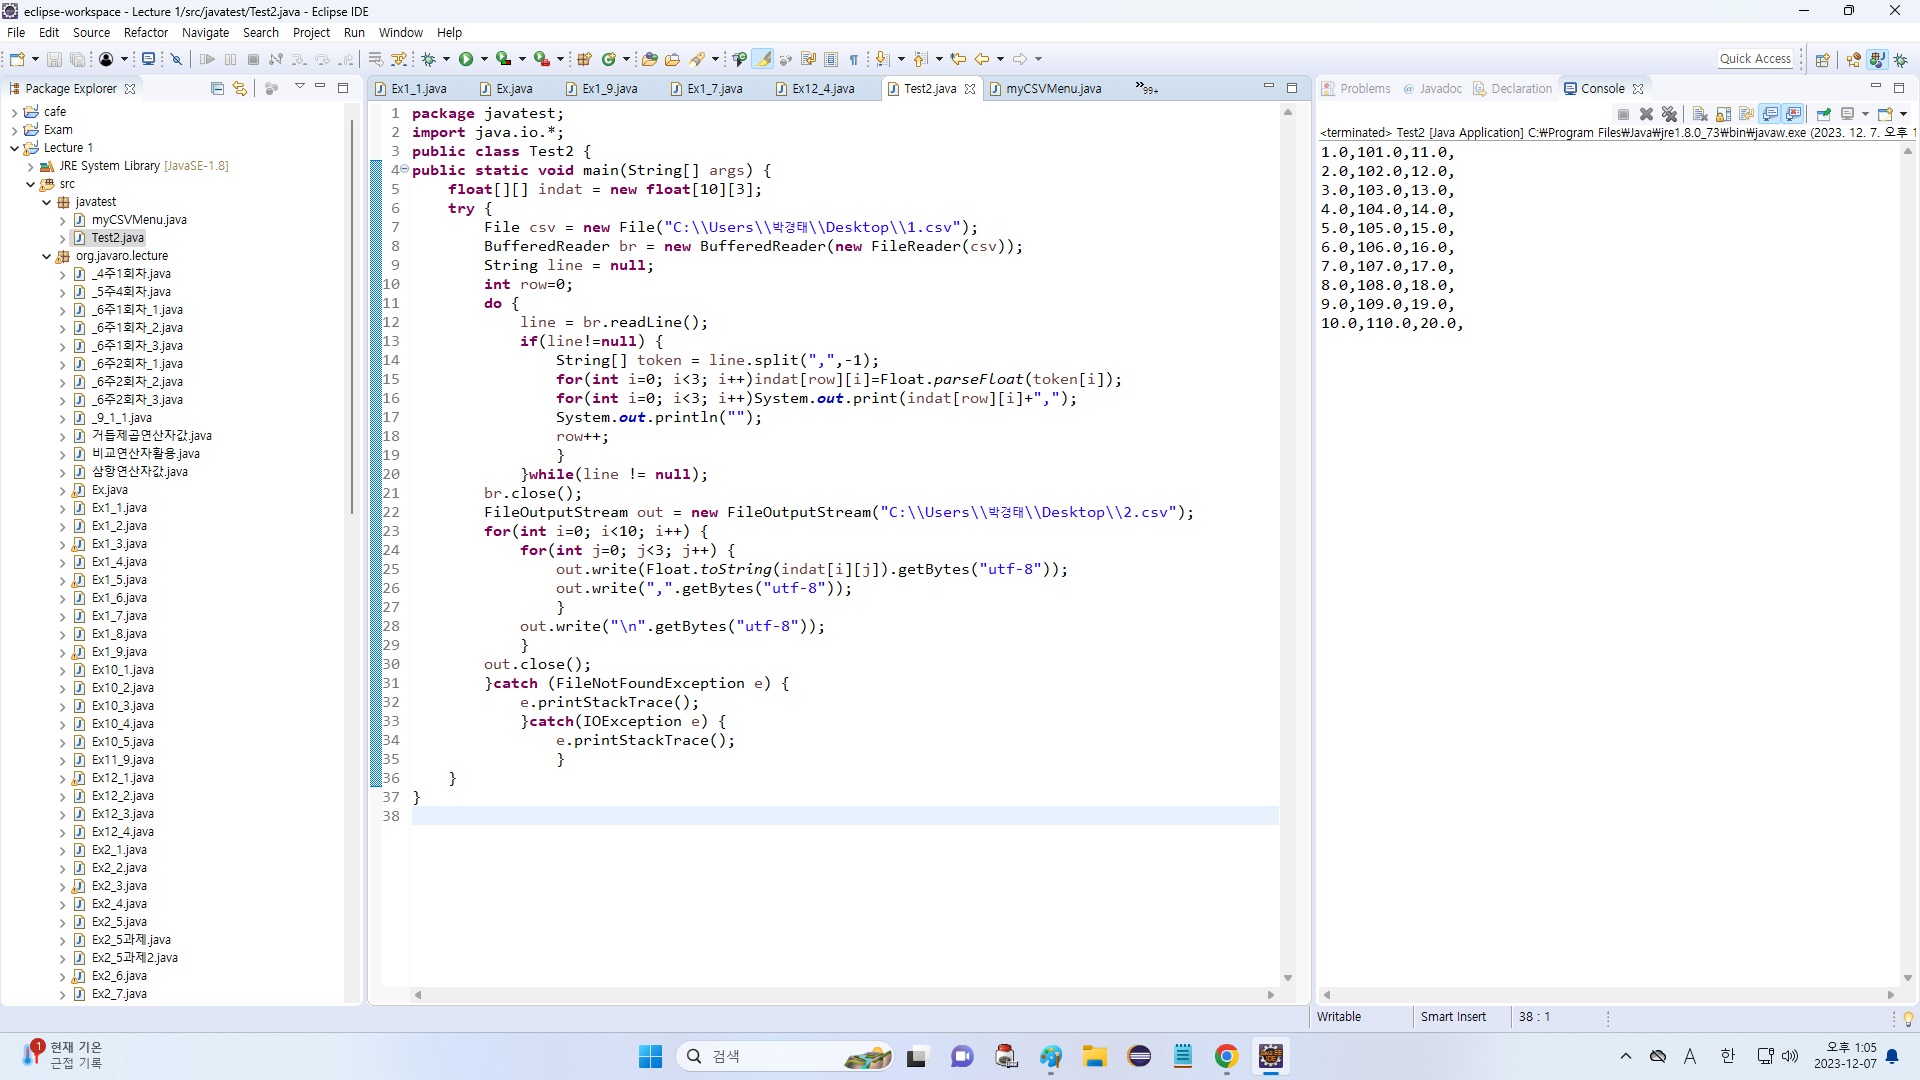 eclipse-workspace - Lecture 1/src/javatest/Test2.java - Eclipse IDE
File Edit Source Refactor Navigate Search Project Run Window Help
Quick Access
Package Explorer
cafe
Exam
Lecture 1
JRE System Library [JavaSE-1.8]
src
javatest
myCSVMenu.java
Test2.java
org.javaro.lecture
_4주1회차.java
_5주4회차.java
_6주1회차_1.java
_6주1회차_2.java
_6주1회차_3.java
_6주2회차_1.java
_6주2회차_2.java
_6주2회차_3.java
_9_1_1.java
거듭제곱연산자값.java
비교연산자활용.java
삼항연산자값.java
Ex.java
Ex1_1.java
Ex1_2.java
Ex1_3.java
Ex1_4.java
Ex1_5.java
Ex1_6.java
Ex1_7.java
Ex1_8.java
Ex1_9.java
Ex10_1.java
Ex10_2.java
Ex10_3.java
Ex10_4.java
Ex10_5.java
Ex11_9.java
Ex12_1.java
Ex12_2.java
Ex12_3.java
Ex12_4.java
Ex2_1.java
Ex2_2.java
Ex2_3.java
Ex2_4.java
Ex2_5.java
Ex2_5과제.java
Ex2_5과제2.java
Ex2_6.java
Ex2_7.java
Ex1_1.java Ex.java Ex1_9.java Ex1_7.java Ex12_4.java Test2.java myCSVMenu.java »99+
1 package javatest;
2 import java.io.*;
3 public class Test2 {
4 public static void main(String[] args) {
5 float[][] indat = new float[10][3];
6 try {
7 File csv = new File("C:\\Users\\박경태\\Desktop\\1.csv");
8 BufferedReader br = new BufferedReader(new FileReader(csv));
9 String line = null;
10 int row=0;
11 do {
12 line = br.readLine();
13 if(line!=null) {
14 String[] token = line.split(",",-1);
15 for(int i=0; i<3; i++)indat[row][i]=Float.parseFloat(token[i]);
16 for(int i=0; i<3; i++)System.out.print(indat[row][i]+",");
17 System.out.println("");
18 row++;
19 }
20 }while(line != null);
21 br.close();
22 FileOutputStream out = new FileOutputStream("C:\\Users\\박경태\\Desktop\\2.csv");
23 for(int i=0; i<10; i++) {
24 for(int j=0; j<3; j++) {
25 out.write(Float.toString(indat[i][j]).getBytes("utf-8"));
26 out.write(",".getBytes("utf-8"));
27 }
28 out.write("\n".getBytes("utf-8"));
29 }
30 out.close();
31 }catch (FileNotFoundException e) {
32 e.printStackTrace();
33 }catch(IOException e) {
34 e.printStackTrace();
35 }
36 }
37 }
38
Problems @ Javadoc Declaration Console
<terminated> Test2 [Java Application] C:₩Program Files₩Java₩jre1.8.0_73₩bin₩javaw.exe (2023. 12. 7. 오후 1
1.0,101.0,11.0,
2.0,102.0,12.0,
3.0,103.0,13.0,
4.0,104.0,14.0,
5.0,105.0,15.0,
6.0,106.0,16.0,
7.0,107.0,17.0,
8.0,108.0,18.0,
9.0,109.0,19.0,
10.0,110.0,20.0,
Writable Smart Insert 38 : 1
1
현재 기온
근접 기록
검색
A 한
오후 1:05
2023-12-07